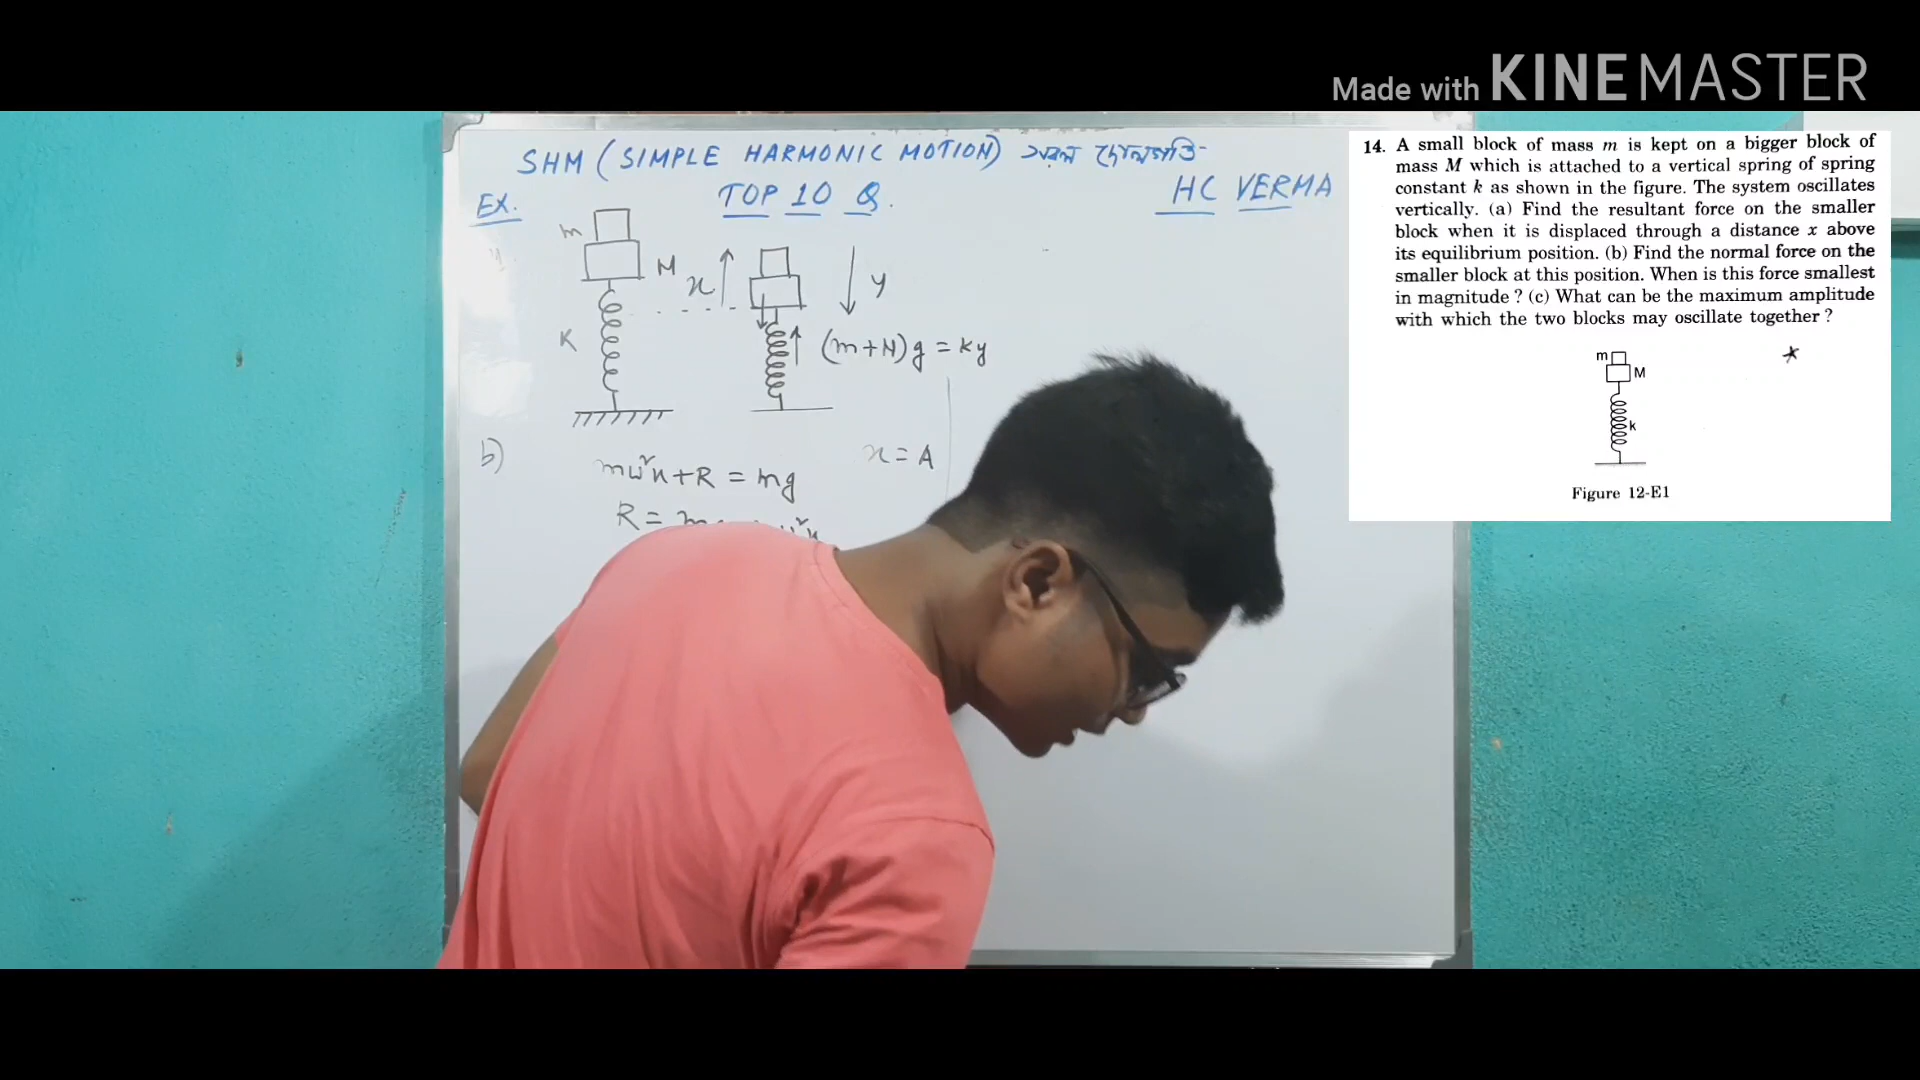 Made with KINEMASTER
SHM (SIMPLE HARMONIC MOTION) সরল দোলগতি
TOP 10 Q.
HC VERMA
EX.
m
M
x
y
K
(m+M)g = ky
b)
mω²x+R = mg
x = A
R =
14. A small block of mass m is kept on a bigger block of
mass M which is attached to a vertical spring of spring
constant k as shown in the figure. The system oscillates
vertically. (a) Find the resultant force on the smaller
block when it is displaced through a distance x above
its equilibrium position. (b) Find the normal force on the
smaller block at this position. When is this force smallest
in magnitude ? (c) What can be the maximum amplitude
with which the two blocks may oscillate together ?
m
M
k
Figure 12-E1